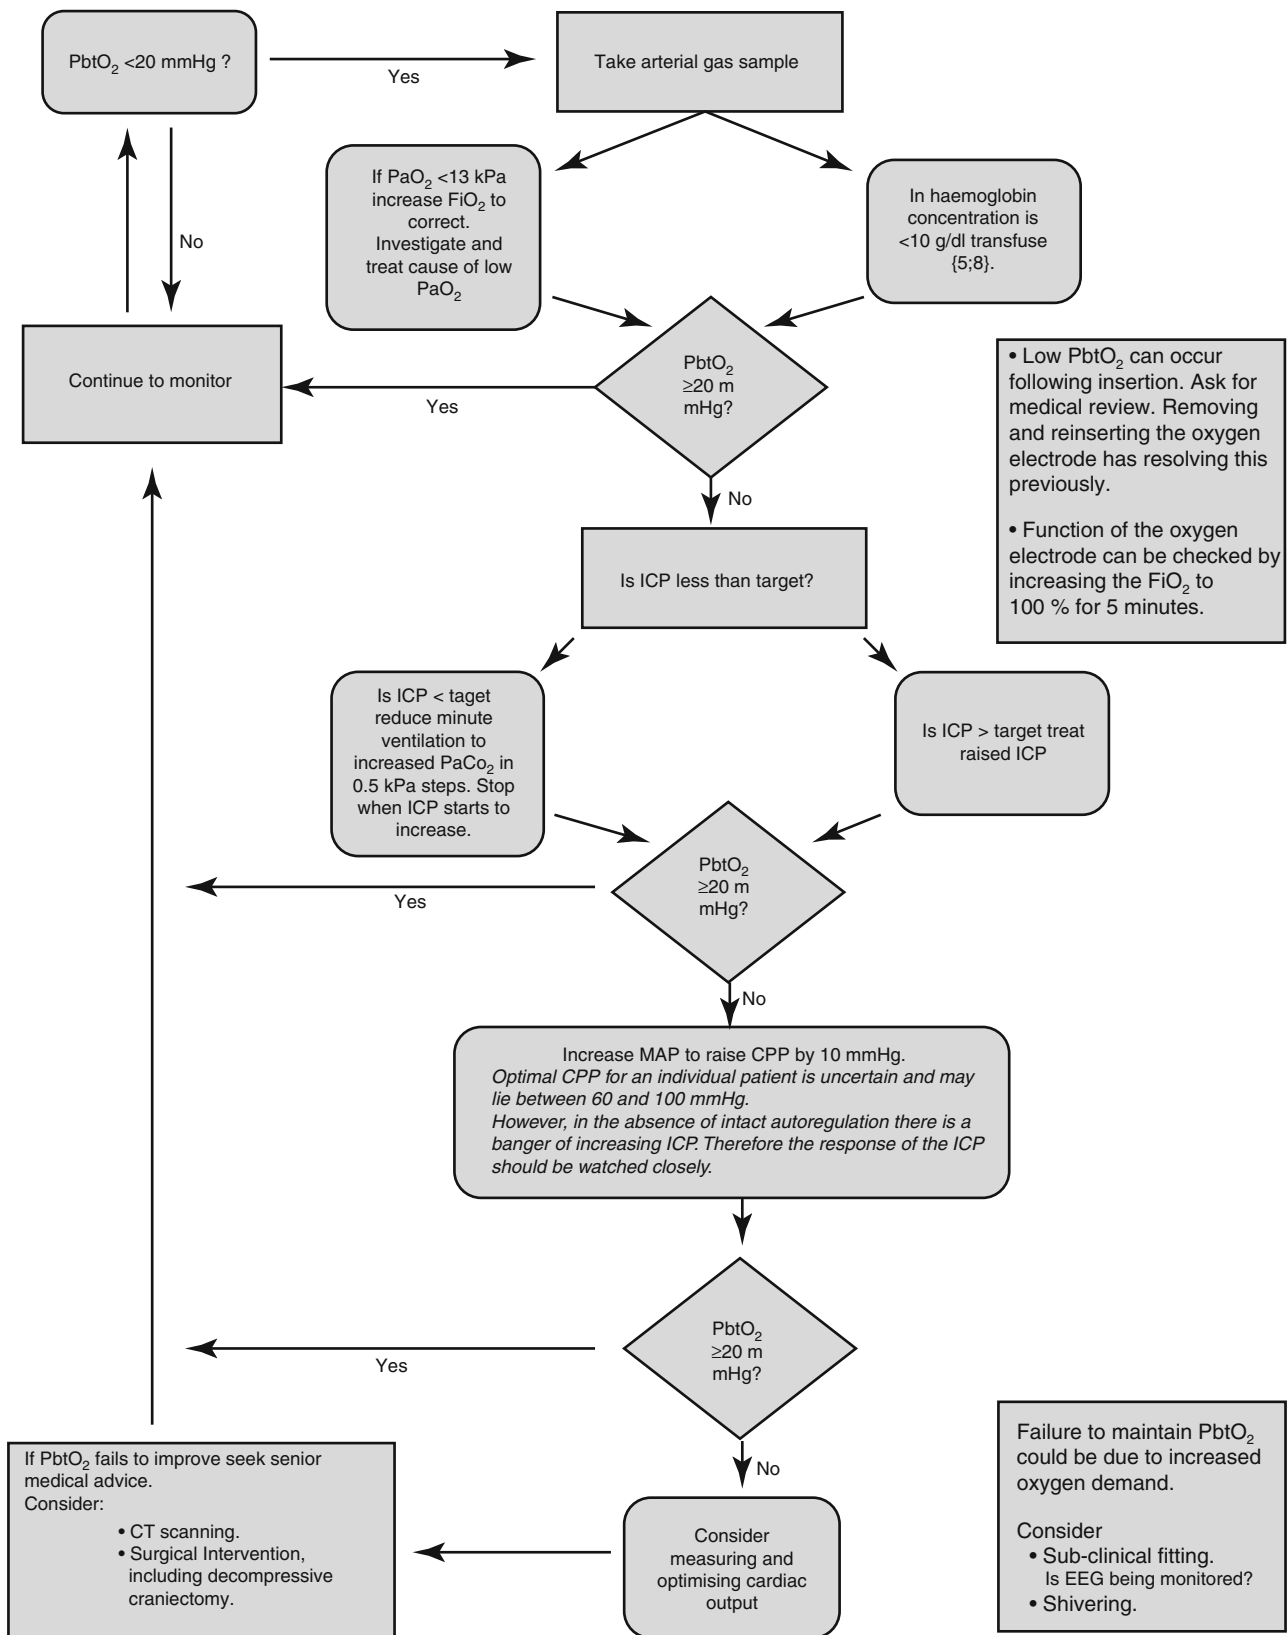 PbtO₂ <20 mmHg ?
Yes
Take arterial gas sample
No
If PaO₂ <13 kPa
increase FiO₂ to
correct.
Investigate and
treat cause of low
PaO₂
In haemoglobin
concentration is
<10 g/dl transfuse
{5;8}.
Continue to monitor
Yes
PbtO₂
≥20 m
mHg?
• Low PbtO₂ can occur
following insertion. Ask for
medical review. Removing
and reinserting the oxygen
electrode has resolving this
previously.
• Function of the oxygen
electrode can be checked by
increasing the FiO₂ to
100 % for 5 minutes.
No
Is ICP less than target?
Is ICP < taget
reduce minute
ventilation to
increased PaCo₂ in
0.5 kPa steps. Stop
when ICP starts to
increase.
Is ICP > target treat
raised ICP
PbtO₂
≥20 m
mHg?
Yes
No
Increase MAP to raise CPP by 10 mmHg.
Optimal CPP for an individual patient is uncertain and may
lie between 60 and 100 mmHg.
However, in the absence of intact autoregulation there is a
banger of increasing ICP. Therefore the response of the ICP
should be watched closely.
PbtO₂
≥20 m
mHg?
Yes
No
Consider
measuring and
optimising cardiac
output
If PbtO₂ fails to improve seek senior
medical advice.
Consider:
• CT scanning.
• Surgical Intervention,
including decompressive
craniectomy.
Failure to maintain PbtO₂
could be due to increased
oxygen demand.
Consider
• Sub-clinical fitting.
Is EEG being monitored?
• Shivering.